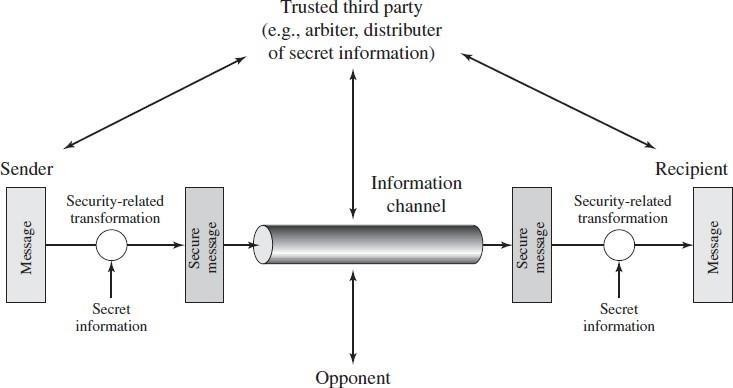 Trusted third party
(e.g., arbiter, distributer
of secret information)
Sender
Recipient
Information
channel
Message
Security-related
transformation
Secret
information
Secure
message
Secure
message
Security-related
transformation
Secret
information
Message
Opponent